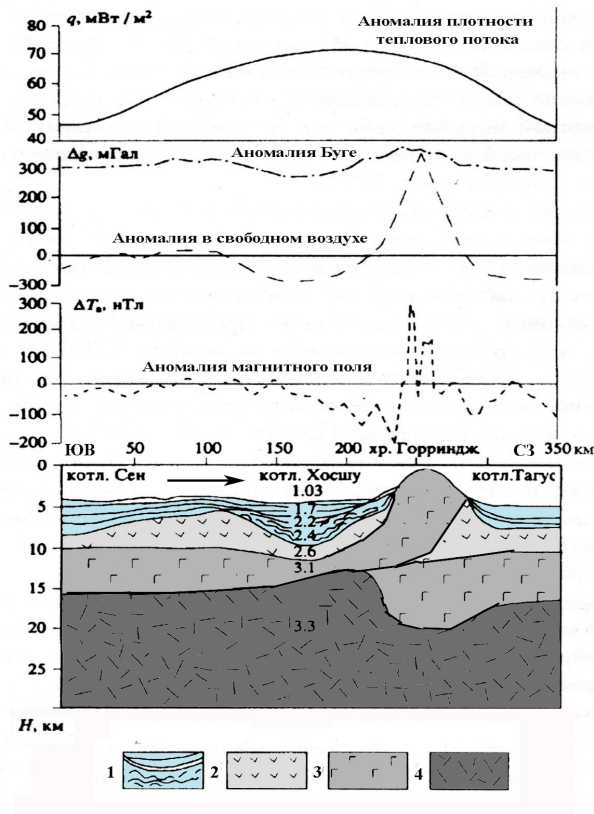 q, мВт / м²
80
Аномалия плотности
теплового потока
70
60
50
40
Δg, мГал
Аномалия Буге
300
200
100
Аномалия в свободном воздухе
0
-300
300
ΔTₐ, нТл
200
100
Аномалия магнитного поля
0
-100
-200
ЮВ 50 100 150 200 хр. Горриндж СЗ 350 км
0
котл. Сен котл. Хосшу котл.Тагус
1.03
5
1.7
2.2
2.4
10
2.6
3.1
15
20
3.3
25
H, км
1 2 3 4